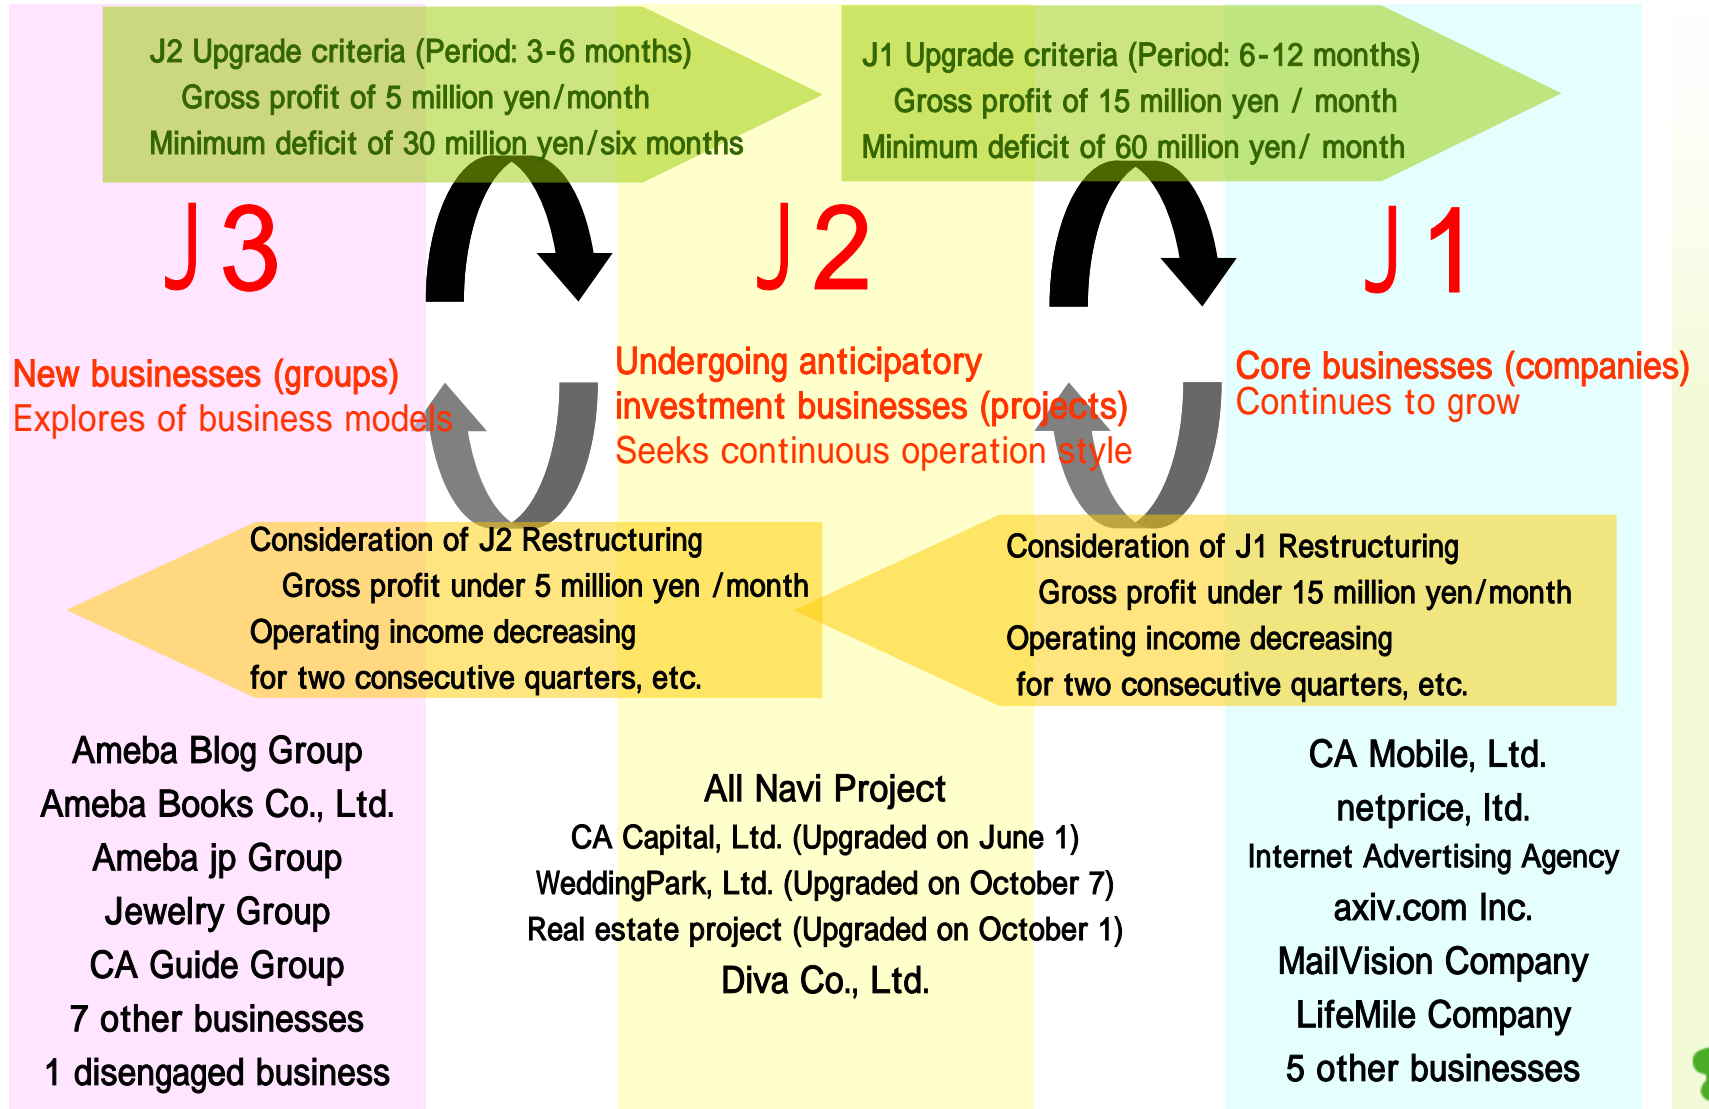 J2 Upgrade criteria (Period: 3-6 months)
Gross profit of 5 million yen/month
Minimum deficit of 30 million yen/six months
J1 Upgrade criteria (Period: 6-12 months)
Gross profit of 15 million yen / month
Minimum deficit of 60 million yen/ month
J3
J2
J1
New businesses (groups)
Explores of business models
Undergoing anticipatory
investment businesses (projects)
Seeks continuous operation style
Core businesses (companies)
Continues to grow
Consideration of J2 Restructuring
Gross profit under 5 million yen /month
Operating income decreasing
for two consecutive quarters, etc.
Consideration of J1 Restructuring
Gross profit under 15 million yen/month
Operating income decreasing
for two consecutive quarters, etc.
Ameba Blog Group
Ameba Books Co., Ltd.
Ameba jp Group
Jewelry Group
CA Guide Group
7 other businesses
1 disengaged business
All Navi Project
CA Capital, Ltd. (Upgraded on June 1)
WeddingPark, Ltd. (Upgraded on October 7)
Real estate project (Upgraded on October 1)
Diva Co., Ltd.
CA Mobile, Ltd.
netprice, ltd.
Internet Advertising Agency
axiv.com Inc.
MailVision Company
LifeMile Company
5 other businesses